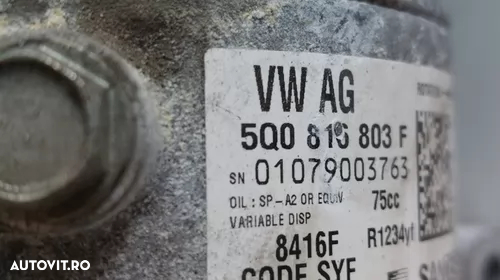 VW AG
5Q0 816 803 F
SN 01079003763
OIL : SP-A2 OR EQUIV 75cc
VARIABLE DISP
8416F R1234yf
CODE SYE
AUTOVIT.RO